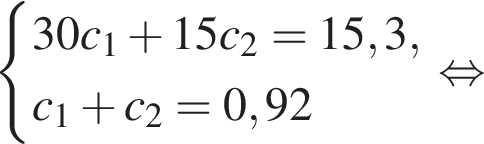 30c₁ + 15c₂ = 15,3,
c₁ + c₂ = 0,92 ⇔